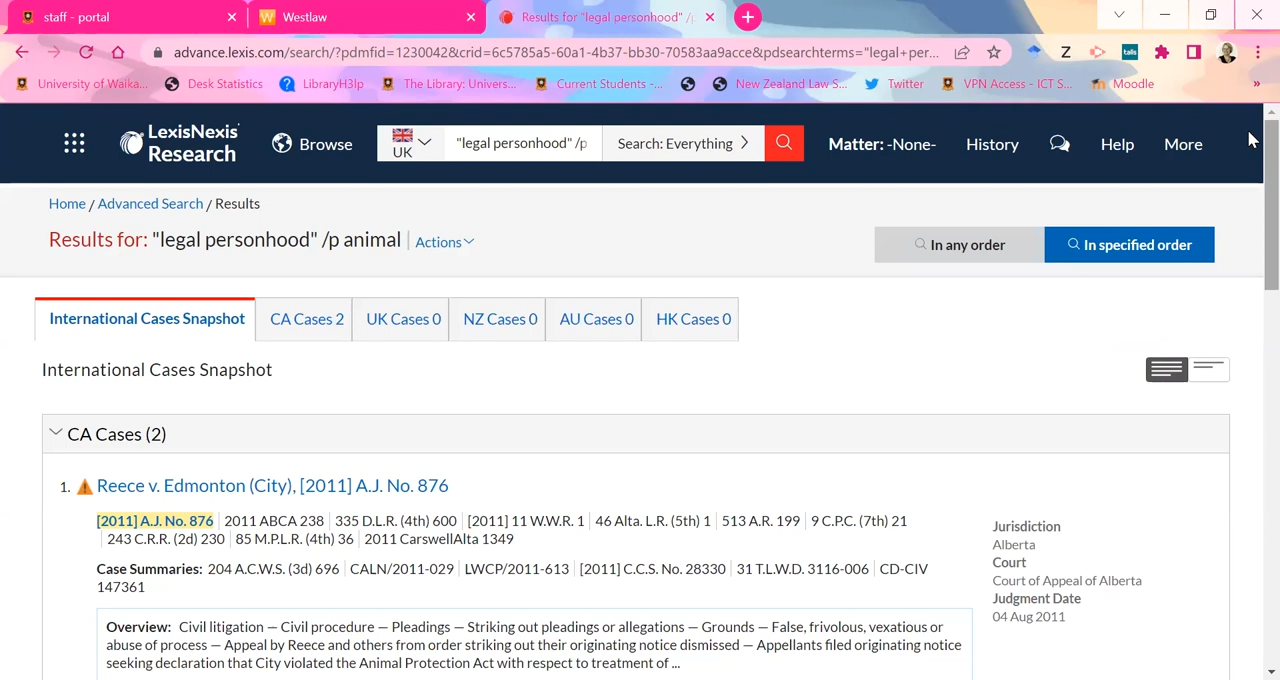 staff - portal
Westlaw
Results for "legal personhood" /p
advance.lexis.com/search/?pdmfid=1230042&crid=6c5785a5-60a1-4b37-bb30-70583aa9acce&pdsearchterms="legal+per...
Z
talis
University of Waika...
Desk Statistics
LibraryH3lp
The Library: Univers...
Current Students -...
New Zealand Law S...
Twitter
VPN Access - ICT S...
Moodle
»
LexisNexis
Research
Browse
UK
"legal personhood" /p
Search: Everything
Matter: -None-
History
Help
More
Home / Advanced Search / Results
Results for: "legal personhood" /p animal
Actions
In any order
In specified order
International Cases Snapshot
CA Cases 2
UK Cases 0
NZ Cases 0
AU Cases 0
HK Cases 0
International Cases Snapshot
CA Cases (2)
1. Reece v. Edmonton (City), [2011] A.J. No. 876
[2011] A.J. No. 876 2011 ABCA 238 335 D.L.R. (4th) 600 [2011] 11 W.W.R. 1 46 Alta. L.R. (5th) 1 513 A.R. 199 9 C.P.C. (7th) 21
243 C.R.R. (2d) 230 85 M.P.L.R. (4th) 36 2011 CarswellAlta 1349
Case Summaries: 204 A.C.W.S. (3d) 676 CALN/2011-029 LWCP/2011-613 [2011] C.C.S. No. 28330 31 T.L.W.D. 3116-006 CD-CIV
147361
Overview: Civil litigation — Civil procedure — Pleadings — Striking out pleadings or allegations — Grounds — False, frivolous, vexatious or
abuse of process — Appeal by Reece and others from order striking out their originating notice dismissed — Appellants filed originating notice
seeking declaration that City violated the Animal Protection Act with respect to treatment of ...
Jurisdiction
Alberta
Court
Court of Appeal of Alberta
Judgment Date
04 Aug 2011